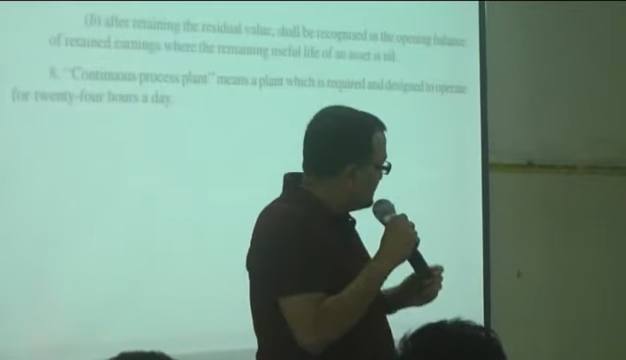 (b) after retaining the residual value, shall be recognised in the opening balance
of retained earnings where the remaining useful life of an asset is nil.
8. "Continuous process plant" means a plant which is required and designed to operate
for twenty-four hours a day.